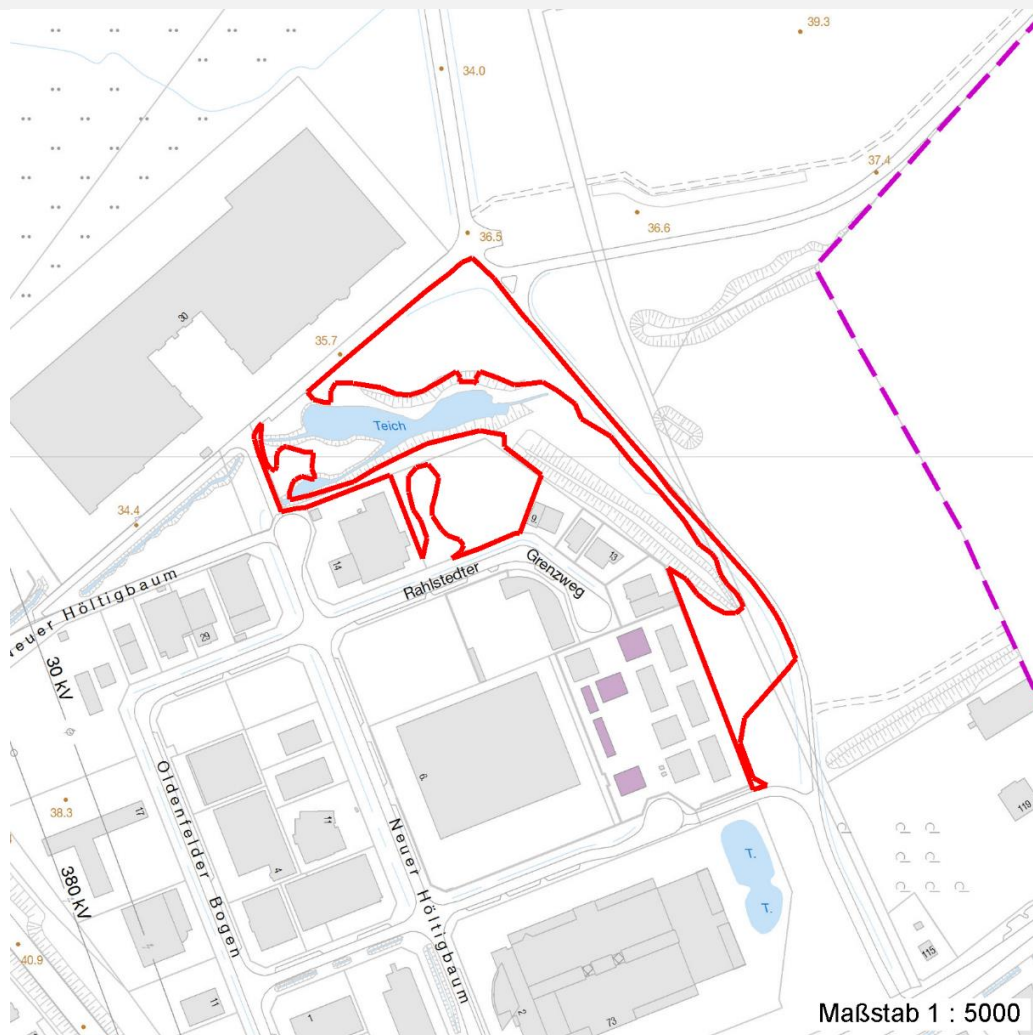 39.3
34.0
37.4
36.6
36.5
30
35.7
Teich
34.4
9
13
14
Rahlstedter
Grenzweg
Neuer Höltigbaum
29
30 kV
6
Oldenfelder Bogen
38.3
17
11
4
380 kV
Neuer Höltigbaum
T.
T.
119
115
40.9
11
1
2
73
Maßstab 1 : 5000